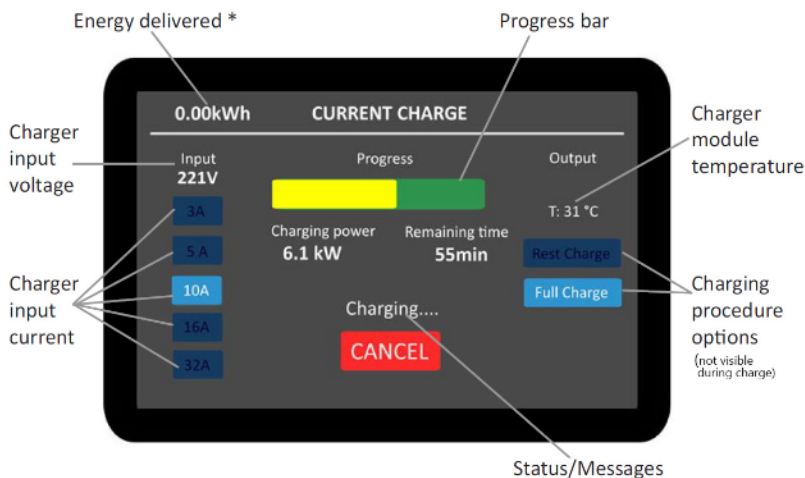 Energy delivered *
Progress bar
0.00kWh
CURRENT CHARGE
Charger
input
voltage
Charger
module
temperature
Input
221V
Progress
Output
T: 31 °C
3A
5 A
10A
16A
32A
Charging power
6.1 kW
Remaining time
55min
Rest Charge
Full Charge
Charger
input
current
Charging
procedure
options
(not visible
during charge)
Charging....
CANCEL
Status/Messages